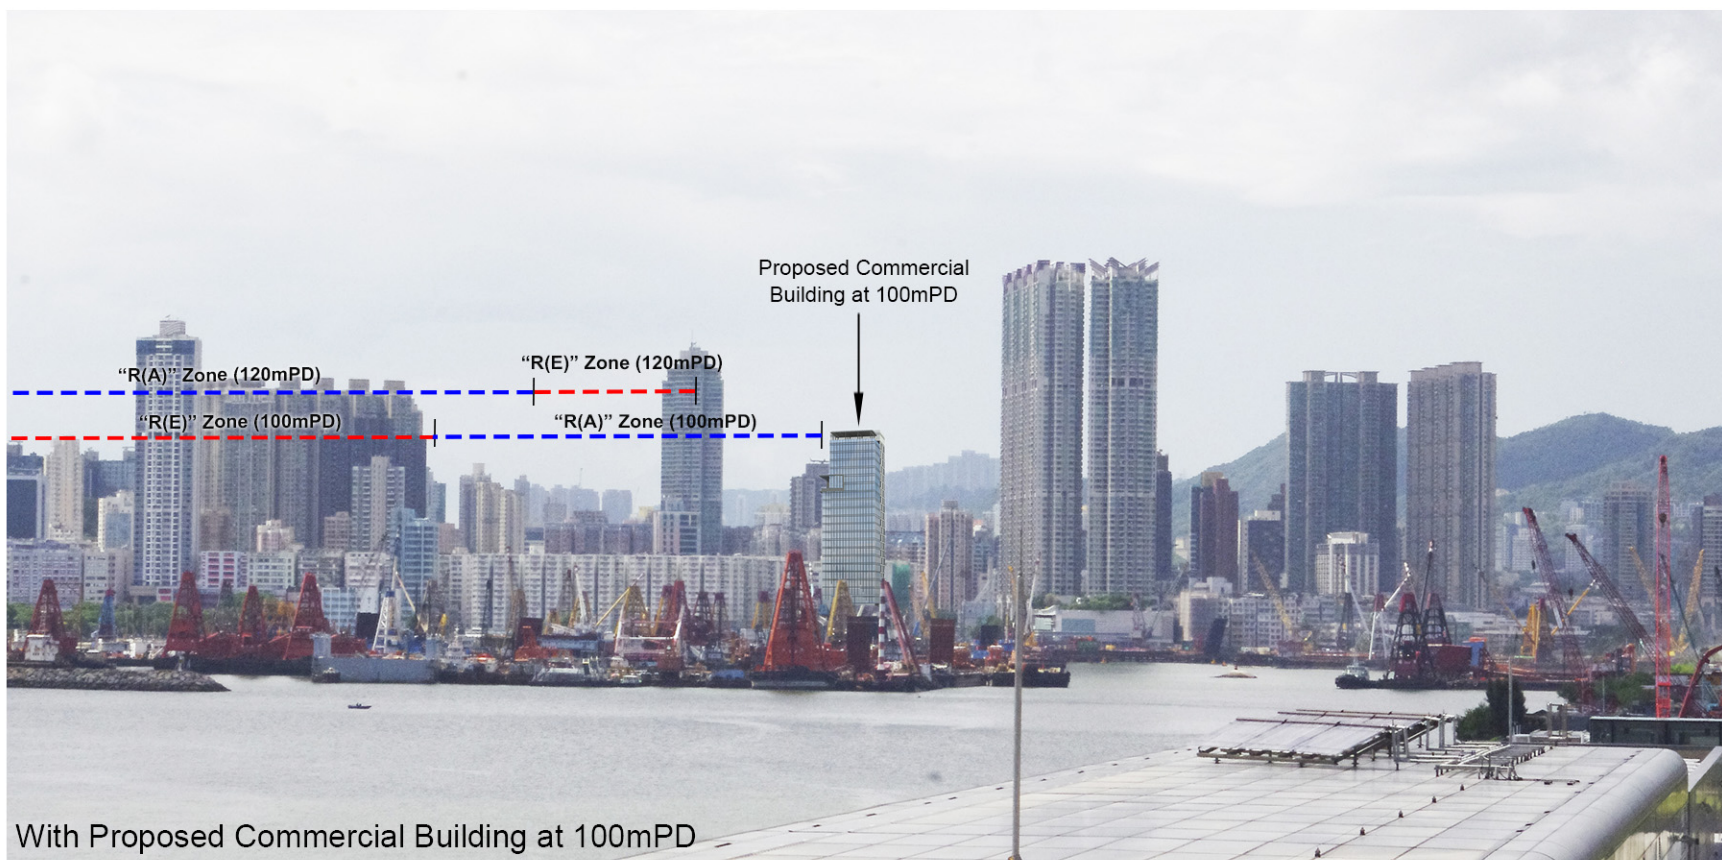 Proposed Commercial
Building at 100mPD
“R(A)” Zone (120mPD)
“R(E)” Zone (120mPD)
“R(E)” Zone (100mPD)
“R(A)” Zone (100mPD)
With Proposed Commercial Building at 100mPD